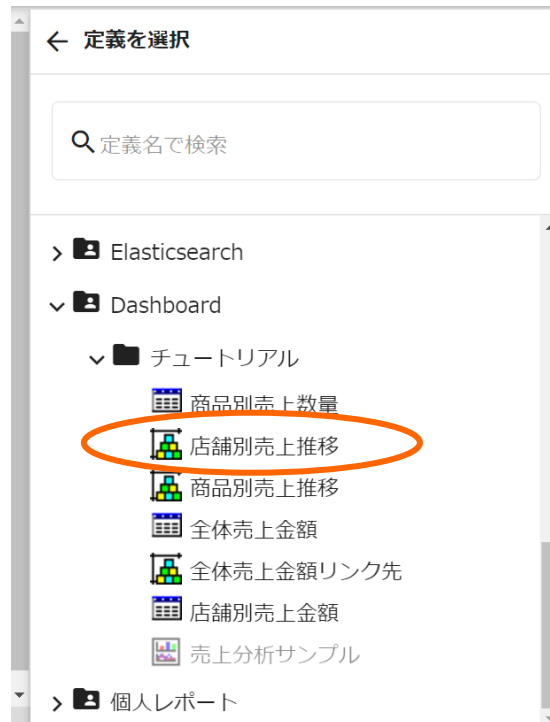 定義を選択
定義名で検索
Elasticsearch
Dashboard
チュートリアル
商品別売上数量
店舗別売上推移
商品別売上推移
全体売上金額
全体売上金額リンク先
店舗別売上金額
売上分析サンプル
個人レポート